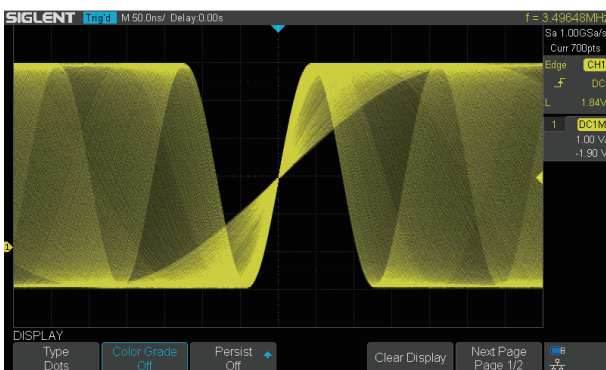 SIGLENT Trig'd M 50.0ns/ Delay:0.00s f = 3.49648MHz
Sa 1.00GSa/s
Curr 700pts
Edge CH1
DC
L 1.84V
1 DC1M
1.00 V/
-1.90 V
1
DISPLAY
Type Color Grade Persist Clear Display Next Page B
Dots Off Off Page 1/2